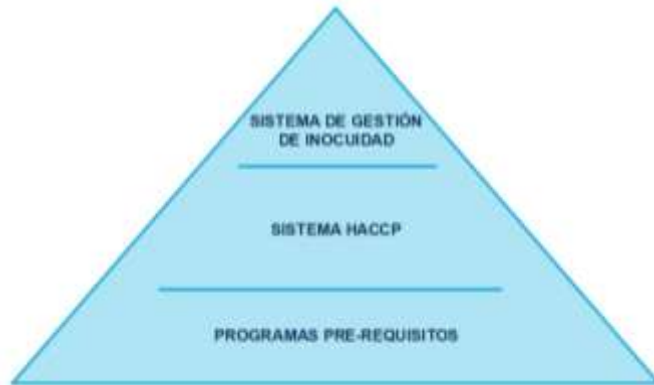 SISTEMA DE GESTIÓN
DE INOCUIDAD
SISTEMA HACCP
PROGRAMAS PRE-REQUISITOS